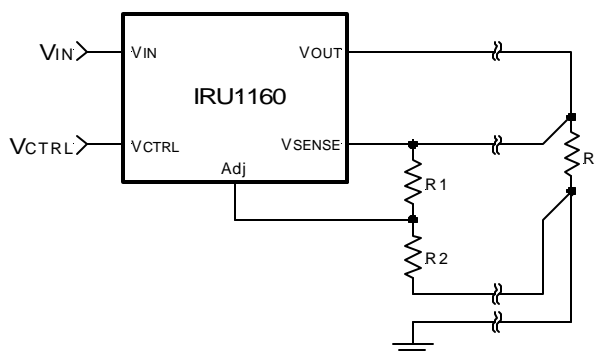 VIN
VIN
VOUT
IRU1160
VCTRL
VCTRL
VSENSE
R
Adj
R1
R2